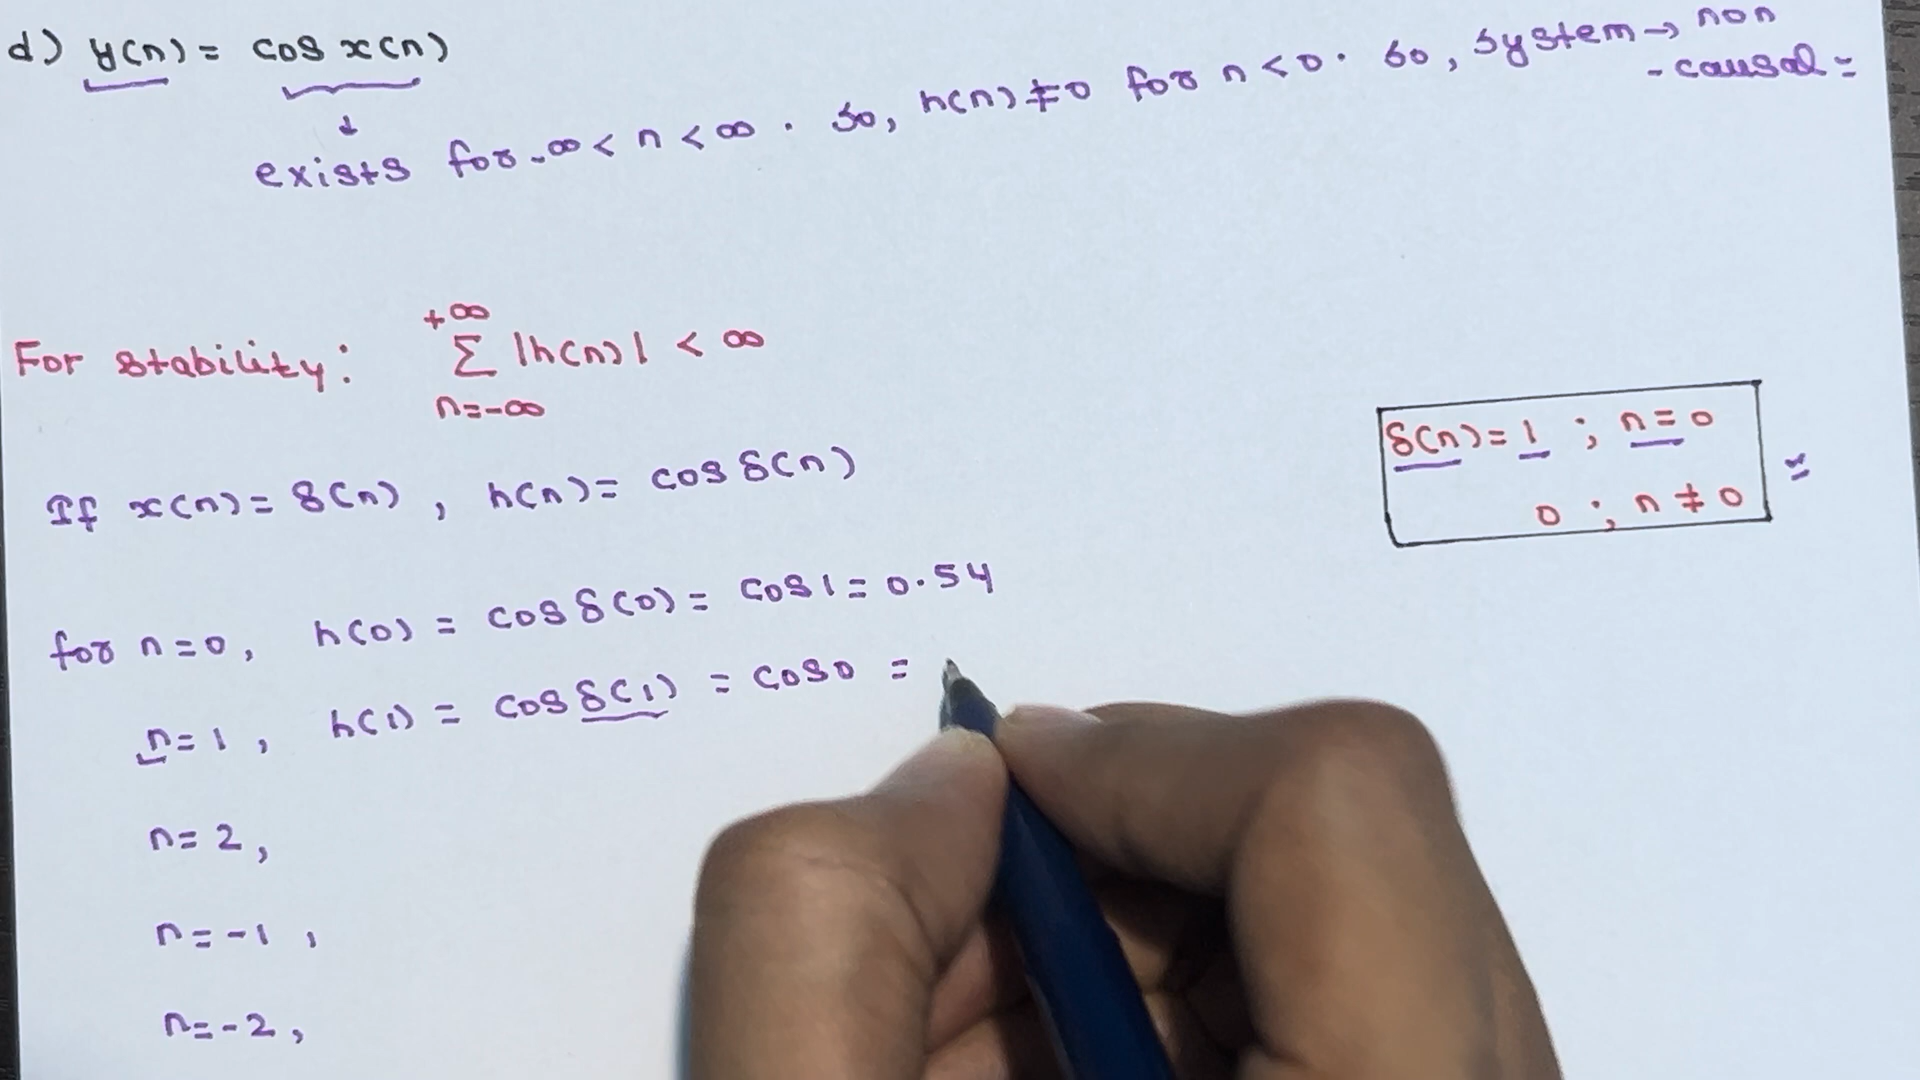 d) y(n) = cos x(n)
exists for -∞ < n < ∞ . so, h(n) ≠ 0 for n < 0 . so, system → non
- causal =
+∞
For stability: Σ |h(n)| < ∞
n=-∞
If x(n) = δ(n) , h(n) = cos δ(n)
δ(n) = 1 ; n = 0
0 ; n ≠ 0
for n = 0, h(0) = cos δ(0) = cos 1 = 0.54
n = 1 , h(1) = cos δ(1) = cos 0 =
n = 2,
n = -1 ,
n = -2,